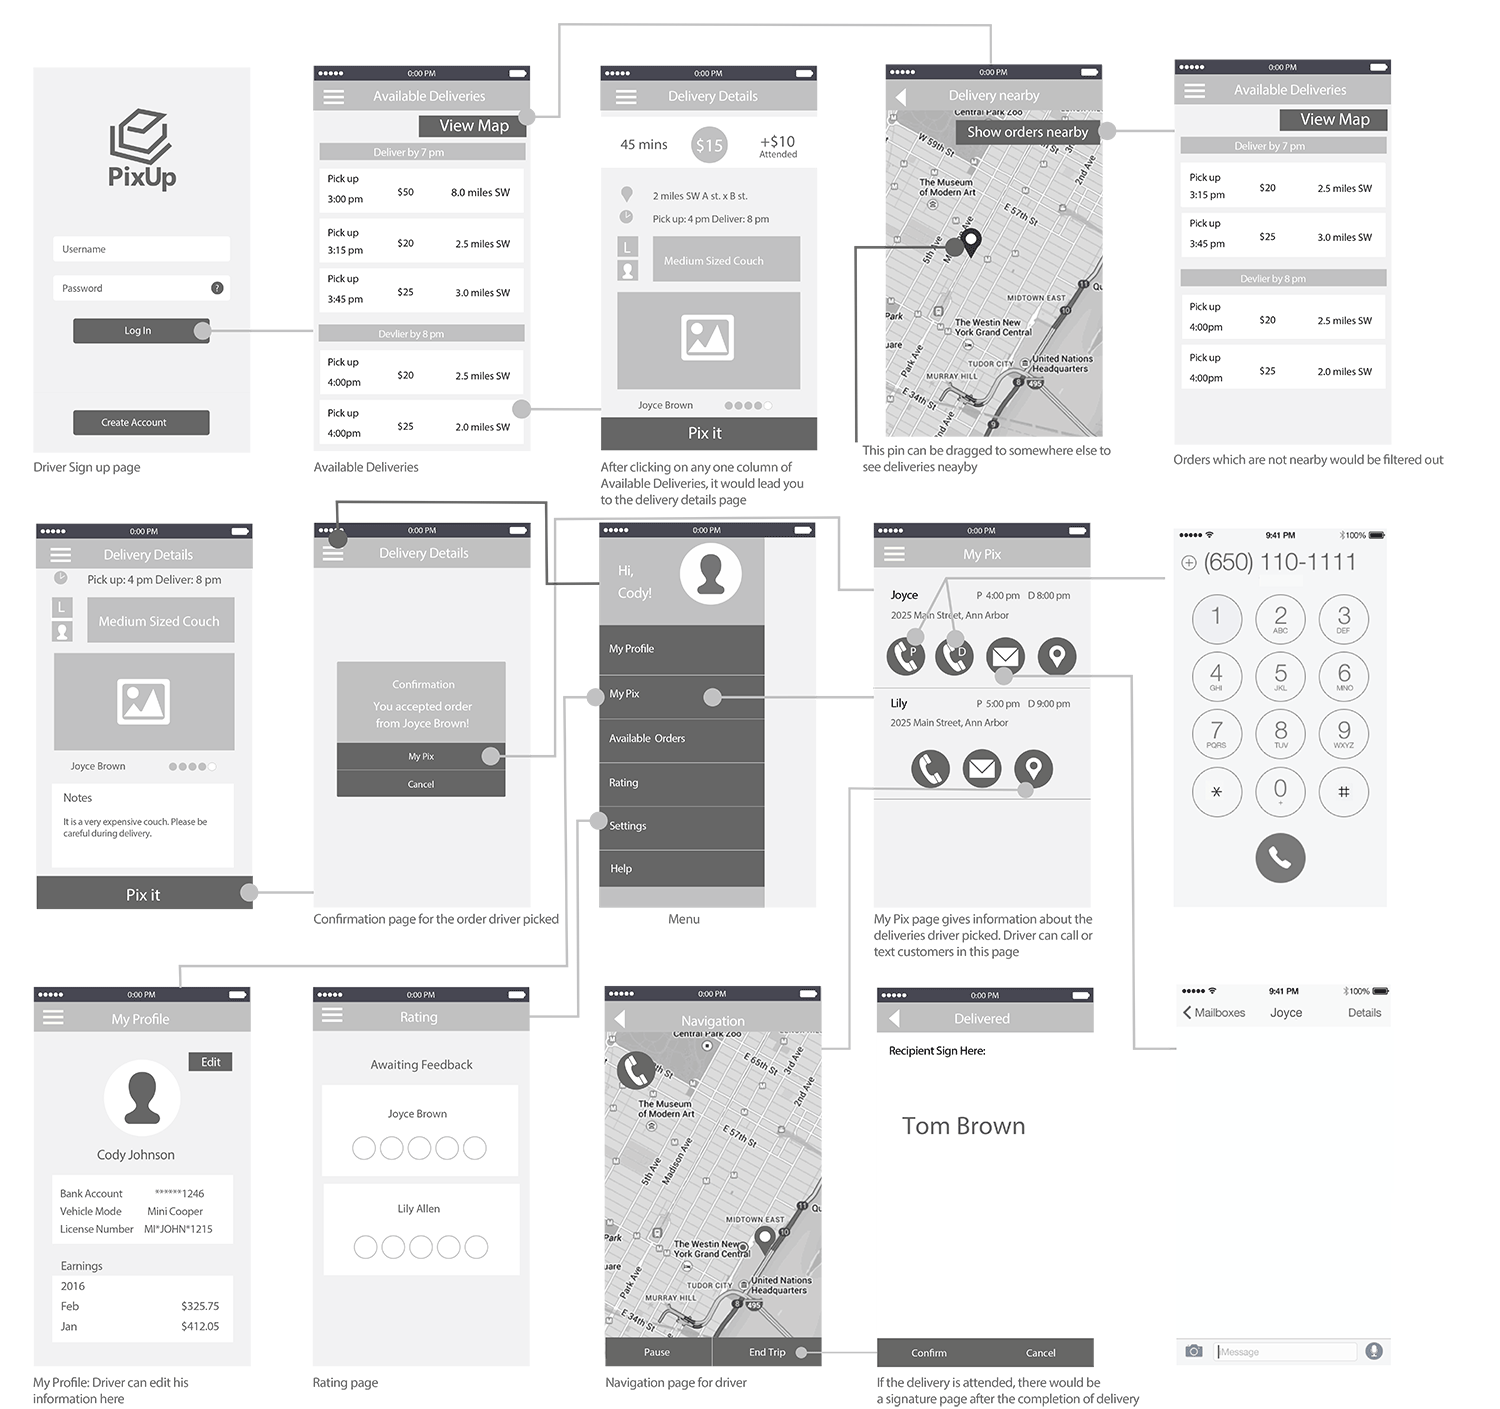 PixUp
Username
Password
?
Log In
Create Account
Driver Sign up page
0:00 PM
Available Deliveries
View Map
Deliver by 7 pm
Pick up
3:00 pm $50 8.0 miles SW
Pick up
3:15 pm $20 2.5 miles SW
Pick up
3:45 pm $25 3.0 miles SW
Devlier by 8 pm
Pick up
4:00pm $20 2.5 miles SW
Pick up
4:00pm $25 2.0 miles SW
Available Deliveries
0:00 PM
Delivery Details
45 mins $15 +$10
Attended
2 miles SW A st. x B st.
Pick up: 4 pm Deliver: 8 pm
L
Medium Sized Couch
Joyce Brown
Pix it
After clicking on any one column of
Available Deliveries, it would lead you
to the delivery details page
0:00 PM
Delivery nearby
Central Park Zoo
Show orders nearby
W 59th St
2nd Ave
The Museum
of Modern Art
E 57th St
5th Ave
MIDTOWN EAST
11
Qu
10
Park
The Westin New
York Grand Central
uare
Park Ave
TUDOR CITY
United Nations
Headquarters
MURRAY HILL
495
E 34th St
nd Ave
This pin can be dragged to somewhere else to
see deliveries neayby
0:00 PM
Available Deliveries
View Map
Deliver by 7 pm
Pick up
3:15 pm $20 2.5 miles SW
Pick up
3:45 pm $25 3.0 miles SW
Devlier by 8 pm
Pick up
4:00pm $20 2.5 miles SW
Pick up
4:00pm $25 2.0 miles SW
Orders which are not nearby would be filtered out
0:00 PM
Delivery Details
Pick up: 4 pm Deliver: 8 pm
L
Medium Sized Couch
Joyce Brown
Notes
It is a very expensive couch. Please be
careful during delivery.
Pix it
0:00 PM
Delivery Details
Confirmation
You accepted order
from Joyce Brown!
My Pix
Cancel
Confirmation page for the order driver picked
0:00 PM
Hi,
Cody!
My Profile
My Pix
Available Orders
Rating
Settings
Help
Menu
0:00 PM
My Pix
Joyce P 4:00 pm D 8:00 pm
2025 Main Street, Ann Arbor
P D
Lily P 5:00 pm D 9:00 pm
2025 Main Street, Ann Arbor
My Pix page gives information about the
deliveries driver picked. Driver can call or
text customers in this page
9:41 PM 100%
(650) 110-1111
1 2 3
ABC DEF
4 5 6
GHI JKL MNO
7 8 9
PQRS TUV WXYZ
* 0 #
+
0:00 PM
My Profile
Edit
Cody Johnson
Bank Account ******1246
Vehicle Mode Mini Cooper
License Number MI*JOHN*1215
Earnings
2016
Feb $325.75
Jan $412.05
My Profile: Driver can edit his
information here
0:00 PM
Rating
Awaiting Feedback
Joyce Brown
Lily Allen
Rating page
0:00 PM
Navigation
Central Park Zoo
th St
E 65th St
3rd Ave
2nd Ave
The Museum
of Modern Art
E 57th St
5th Ave
Madison Ave
MIDTOWN EAST
11
Qu
10
Park
The Westin New
York Grand Central
uare
Park Ave
TUDOR CITY
United Nations
Headquarters
MURRAY HILL
495
E 34th St
Pause End Trip
Navigation page for driver
0:00 PM
Delivered
Recipient Sign Here:
Tom Brown
Confirm Cancel
If the delivery is attended, there would be
a signature page after the completion of delivery
9:41 PM 100%
Mailboxes Joyce Details
iMessage